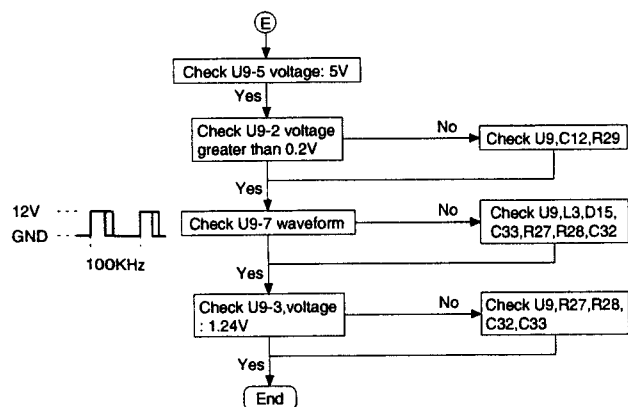 E
Check U9-5 voltage: 5V
Yes
Check U9-2 voltage
greater than 0.2V
No
Check U9,C12,R29
Yes
12V
GND
100KHz
Check U9-7 waveform
No
Check U9,L3,D15,
C33,R27,R28,C32
Check U9-3,voltage
: 1.24V
No
Check U9,R27,R28,
C32,C33
Yes
End